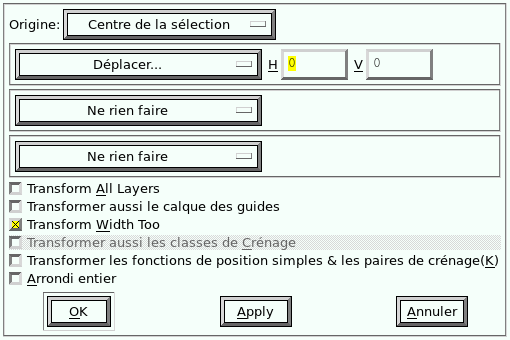 Origine: Centre de la sélection
Déplacer... H 0 V 0
Ne rien faire
Ne rien faire
Transform All Layers
Transformer aussi le calque des guides
Transform Width Too
Transformer aussi les classes de Crénage
Transformer les fonctions de position simples & les paires de crénage(K)
Arrondi entier
OK Apply Annuler